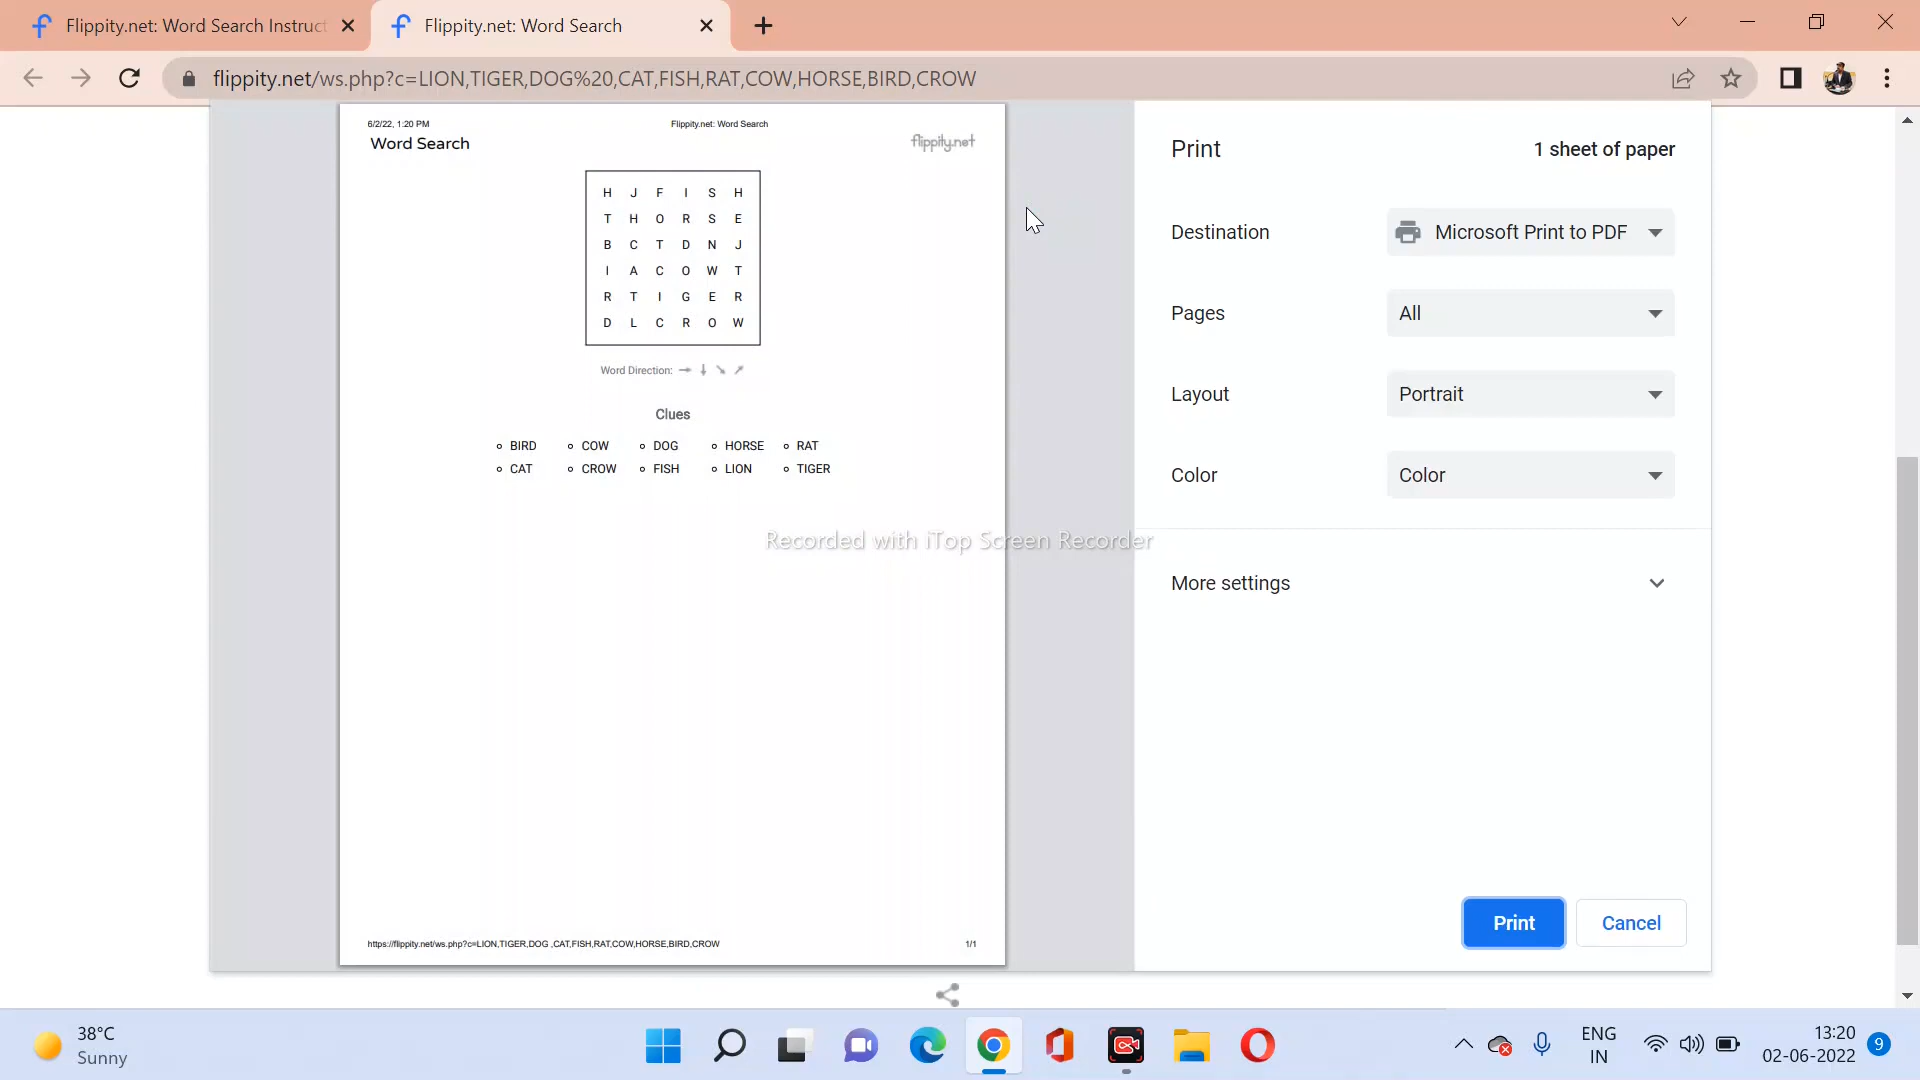 Flippity.net: Word Search Instruct
Flippity.net: Word Search
flippity.net/ws.php?c=LION,TIGER,DOG%20,CAT,FISH,RAT,COW,HORSE,BIRD,CROW
6/2/22, 1:20 PM Flippity.net: Word Search
Word Search flippity.net
H J F I S H
T H O R S E
B C T D N J
I A C O W T
R T I G E R
D L C R O W
Word Direction: → ↓ ↘ ↗
Clues
BIRD COW DOG HORSE RAT
CAT CROW FISH LION TIGER
https://flippity.net/ws.php?c=LION,TIGER,DOG ,CAT,FISH,RAT,COW,HORSE,BIRD,CROW 1/1
Print 1 sheet of paper
Destination Microsoft Print to PDF
Pages All
Layout Portrait
Color Color
Recorded with iTop Screen Recorder
More settings
Print Cancel
38°C
Sunny
ENG
IN
13:20
02-06-2022
9